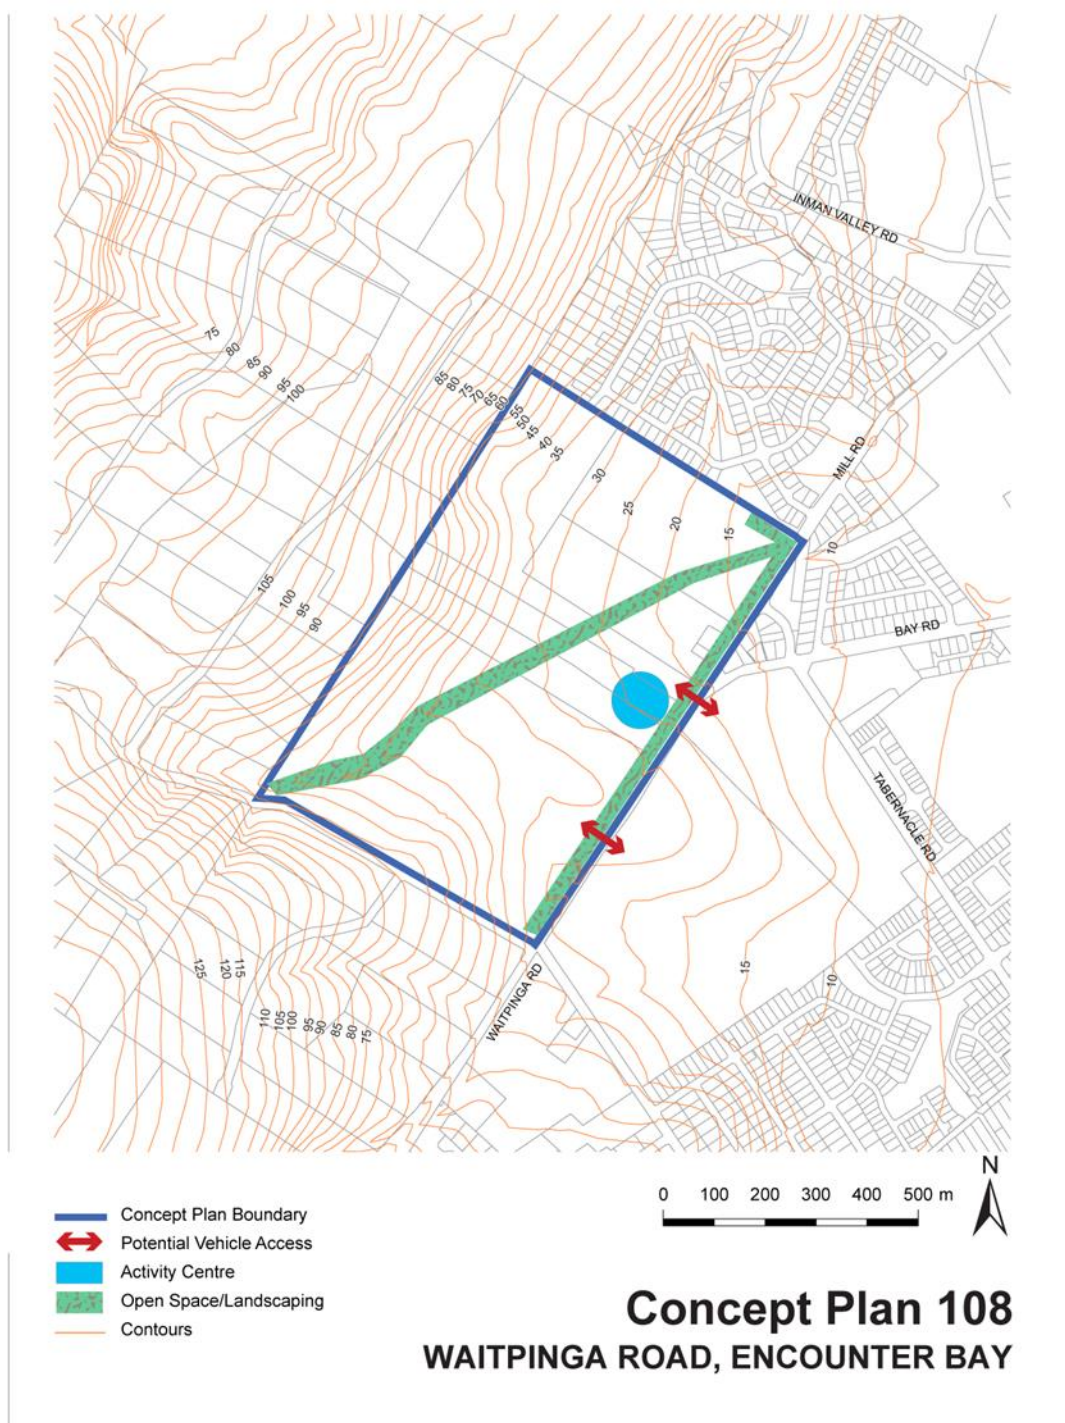 INMAN VALLEY RD
75
80
85
90
95
100
85
80
75
70
65
60
55
50
45
40
35
30
25
20
15
10
MILL RD
105
100
95
90
BAY RD
TABERNACLE RD
125
120
115
110
105
100
95
90
85
80
75
WAITPINGA RD
15
10
N
0 100 200 300 400 500 m
Concept Plan Boundary
Potential Vehicle Access
Activity Centre
Open Space/Landscaping
Contours
Concept Plan 108
WAITPINGA ROAD, ENCOUNTER BAY